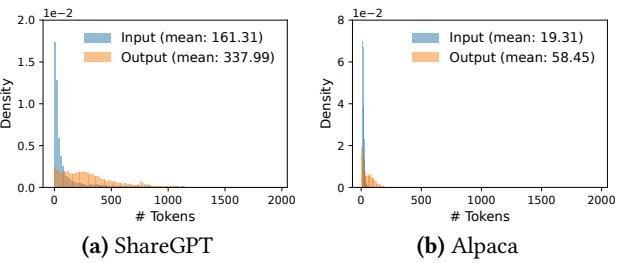 1e−2
Input (mean: 161.31)
Output (mean: 337.99)
Density
2.0
1.5
1.0
0.5
0.0
0 500 1000 1500 2000
# Tokens
(a) ShareGPT
1e−2
Input (mean: 19.31)
Output (mean: 58.45)
Density
8
6
4
2
0
0 500 1000 1500 2000
# Tokens
(b) Alpaca